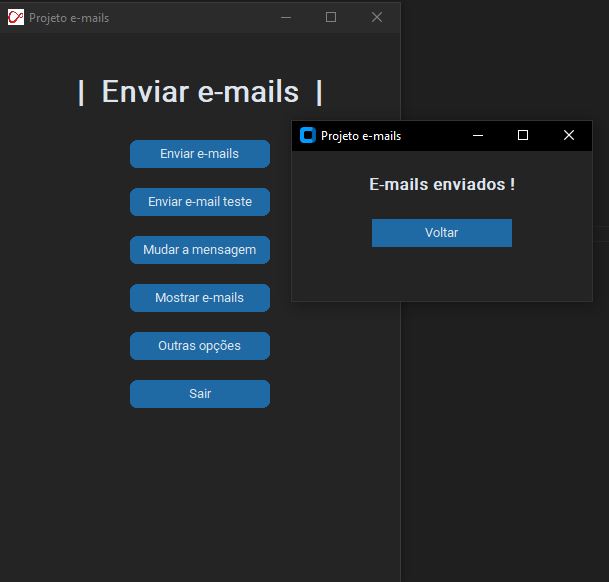 Projeto e-mails
| Enviar e-mails |
Enviar e-mails
Enviar e-mail teste
Mudar a mensagem
Mostrar e-mails
Outras opções
Sair
Projeto e-mails
E-mails enviados !
Voltar